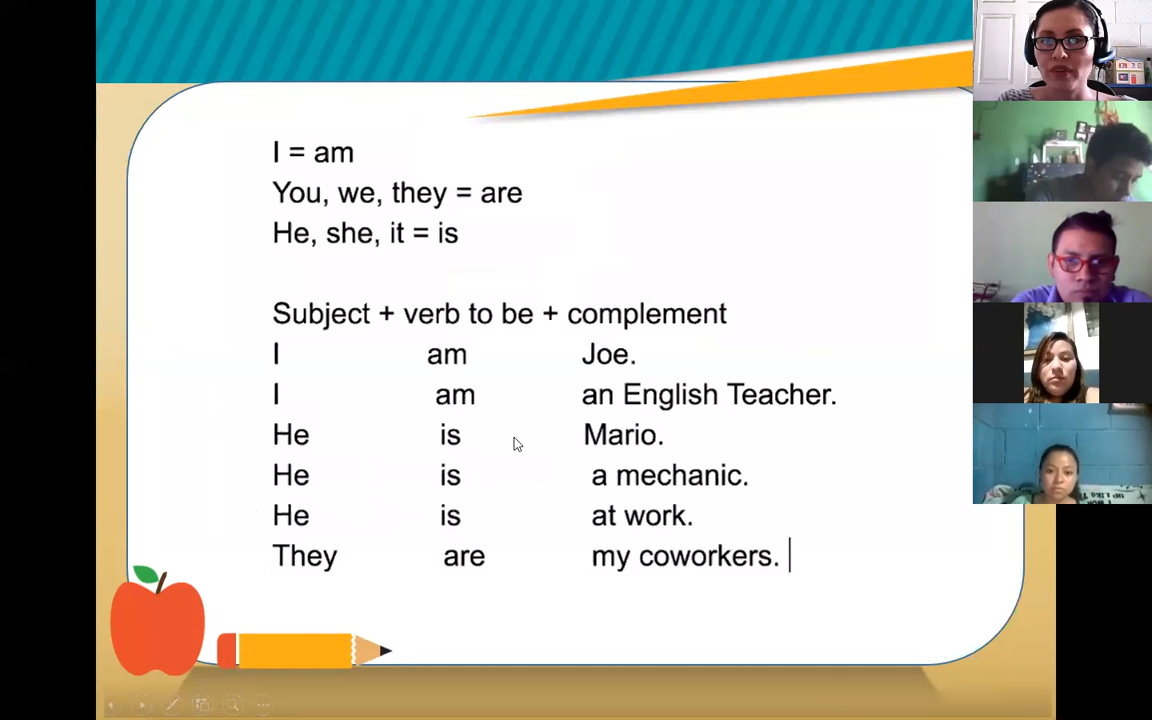 I = am
You, we, they = are
He, she, it = is
Subject + verb to be + complement
I am Joe.
I am an English Teacher.
He is Mario.
He is a mechanic.
He is at work.
They are my coworkers.